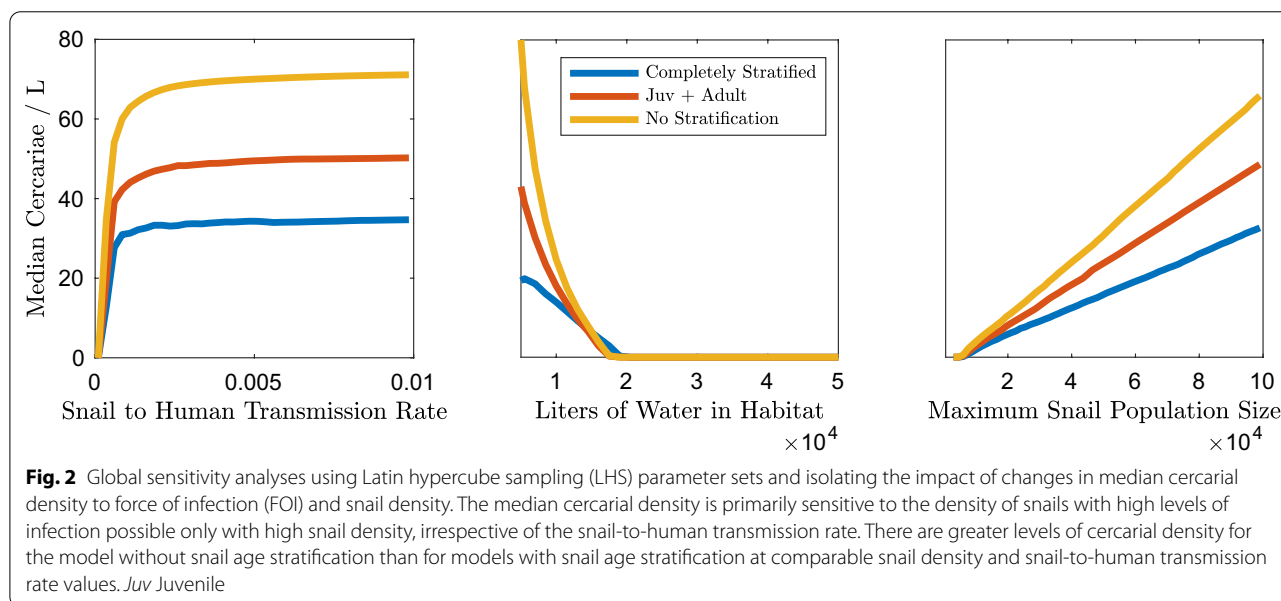 80
60
40
20
0
Median Cercariae / L
0 0.005 0.01
Snail to Human Transmission Rate
Completely Stratified
Juv + Adult
No Stratification
1 2 3 4 5
Liters of Water in Habitat
×10⁴
2 4 6 8 10
Maximum Snail Population Size
×10⁴
Fig. 2 Global sensitivity analyses using Latin hypercube sampling (LHS) parameter sets and isolating the impact of changes in median cercarial
density to force of infection (FOI) and snail density. The median cercarial density is primarily sensitive to the density of snails with high levels of
infection possible only with high snail density, irrespective of the snail-to-human transmission rate. There are greater levels of cercarial density for
the model without snail age stratification than for models with snail age stratification at comparable snail density and snail-to-human transmission
rate values. Juv Juvenile